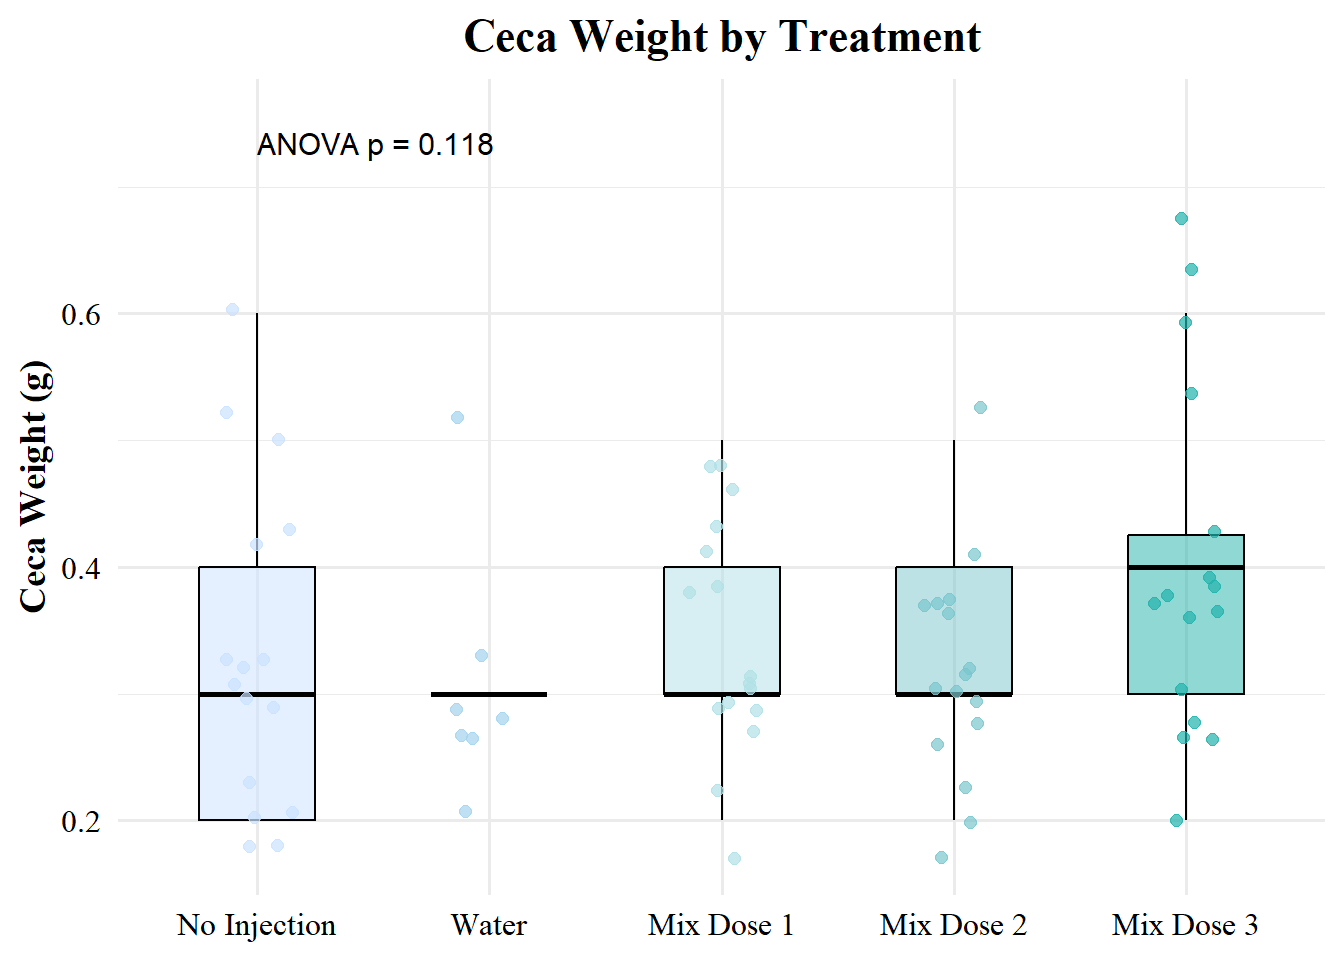 Ceca Weight by Treatment
ANOVA p = 0.118
Ceca Weight (g)
0.6
0.4
0.2
No Injection
Water
Mix Dose 1
Mix Dose 2
Mix Dose 3